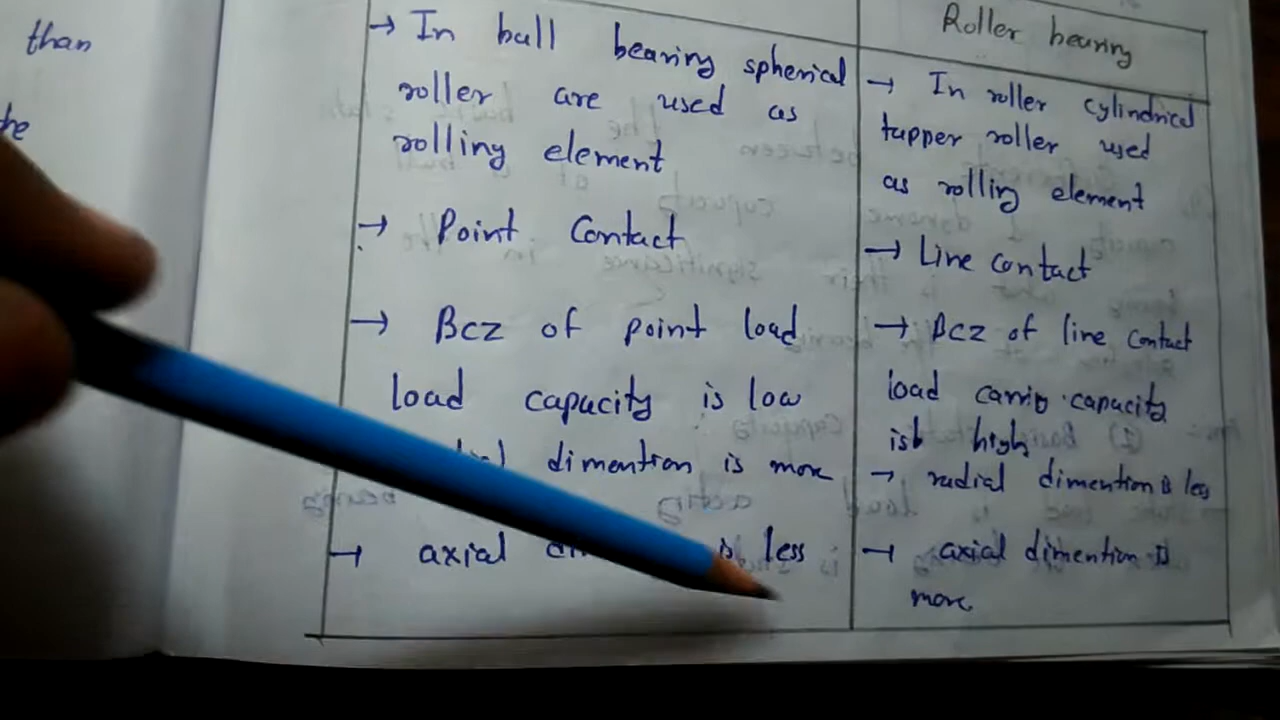 than
he
→ In ball bearing spherical
roller are used as
rolling element
→ Point Contact
→ Bcz of point load
load capacity is low
dimention is more
→ axial is less
Roller bearing
→ In roller cylindrical
tapper roller used
as rolling element
→ Line contact
→ Bcz of line contact
load carrig capacity
is high
→ radial dimention is less
→ axial dimention is
more